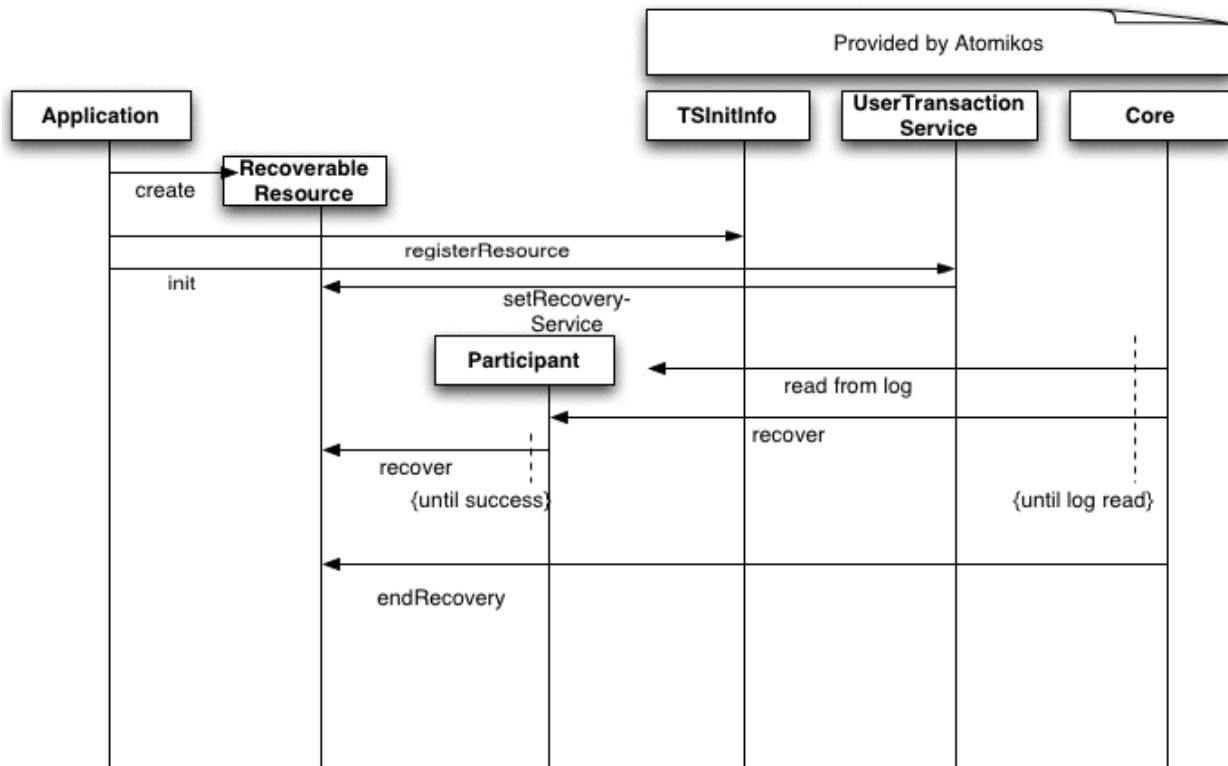 Provided by Atomikos
Application
TSInitInfo
UserTransaction
Service
Core
Recoverable
Resource
create
registerResource
init
setRecovery-
Service
Participant
read from log
recover
recover
{until success}
{until log read}
endRecovery